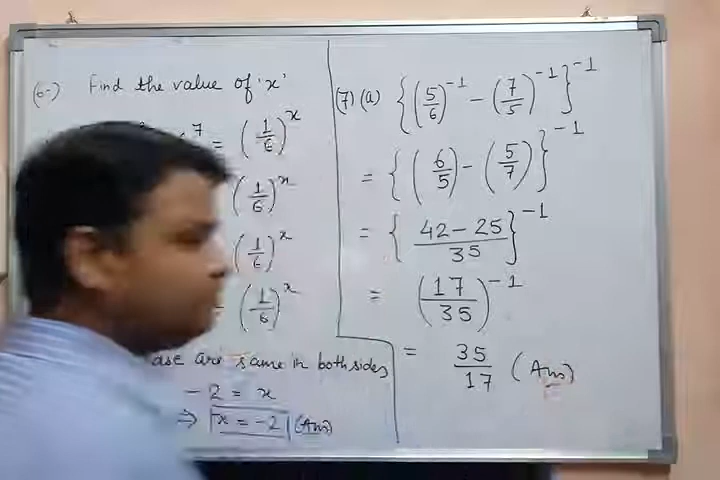 (6-) Find the value of 'x'
7 = (1/6)^x
(1/6)^x
(1/6)^x
(1/6)^x
are same in both sides
- 2 = x
⇒ x = -2 (Ans)
(7) (a) {(5/6)^-1 - (7/5)^-1}^-1
= {(6/5) - (5/7)}^-1
= {42 - 25/35}^-1
= (17/35)^-1
= 35/17 (Ans)